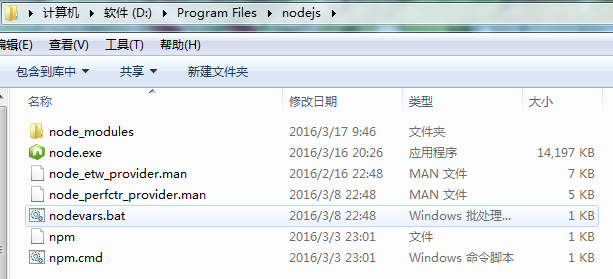 计算机 软件 (D:) Program Files nodejs
编辑(E) 查看(V) 工具(T) 帮助(H)
包含到库中 共享 新建文件夹
名称 修改日期 类型 大小
node_modules 2016/3/17 9:46 文件夹
node.exe 2016/3/16 20:26 应用程序 14,197 KB
node_etw_provider.man 2016/2/16 22:48 MAN 文件 7 KB
node_perfctr_provider.man 2016/3/8 22:48 MAN 文件 5 KB
nodevars.bat 2016/3/8 22:48 Windows 批处理... 1 KB
npm 2016/3/3 23:01 文件 1 KB
npm.cmd 2016/3/3 23:01 Windows 命令脚本 1 KB